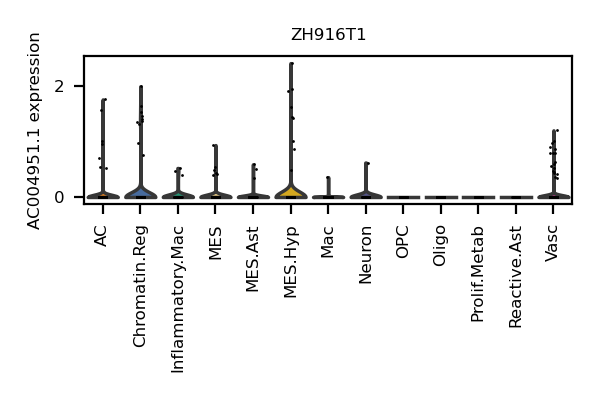 ZH916T1
AC004951.1 expression
2
0
AC
Chromatin.Reg
Inflammatory.Mac
MES
MES.Ast
MES.Hyp
Mac
Neuron
OPC
Oligo
Prolif.Metab
Reactive.Ast
Vasc